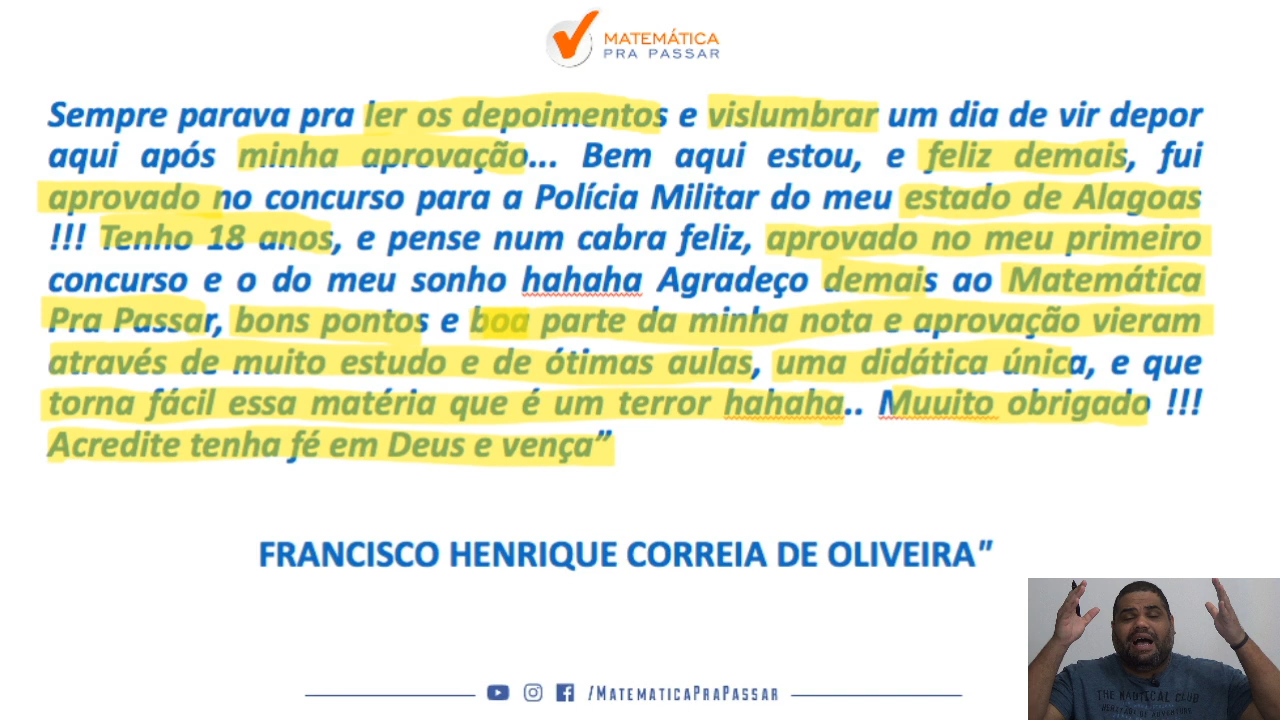 MATEMÁTICA
PRA PASSAR
Sempre parava pra ler os depoimentos e vislumbrar um dia de vir depor
aqui após minha aprovação... Bem aqui estou, e feliz demais, fui
aprovado no concurso para a Polícia Militar do meu estado de Alagoas
!!! Tenho 18 anos, e pense num cabra feliz, aprovado no meu primeiro
concurso e o do meu sonho hahaha Agradeço demais ao Matemática
Pra Passar, bons pontos e boa parte da minha nota e aprovação vieram
através de muito estudo e de ótimas aulas, uma didática única, e que
torna fácil essa matéria que é um terror hahaha.. Muuito obrigado !!!
Acredite tenha fé em Deus e vença”
FRANCISCO HENRIQUE CORREIA DE OLIVEIRA"
/MATEMATICAPRAPASSAR
THE NAUTICAL CLUB